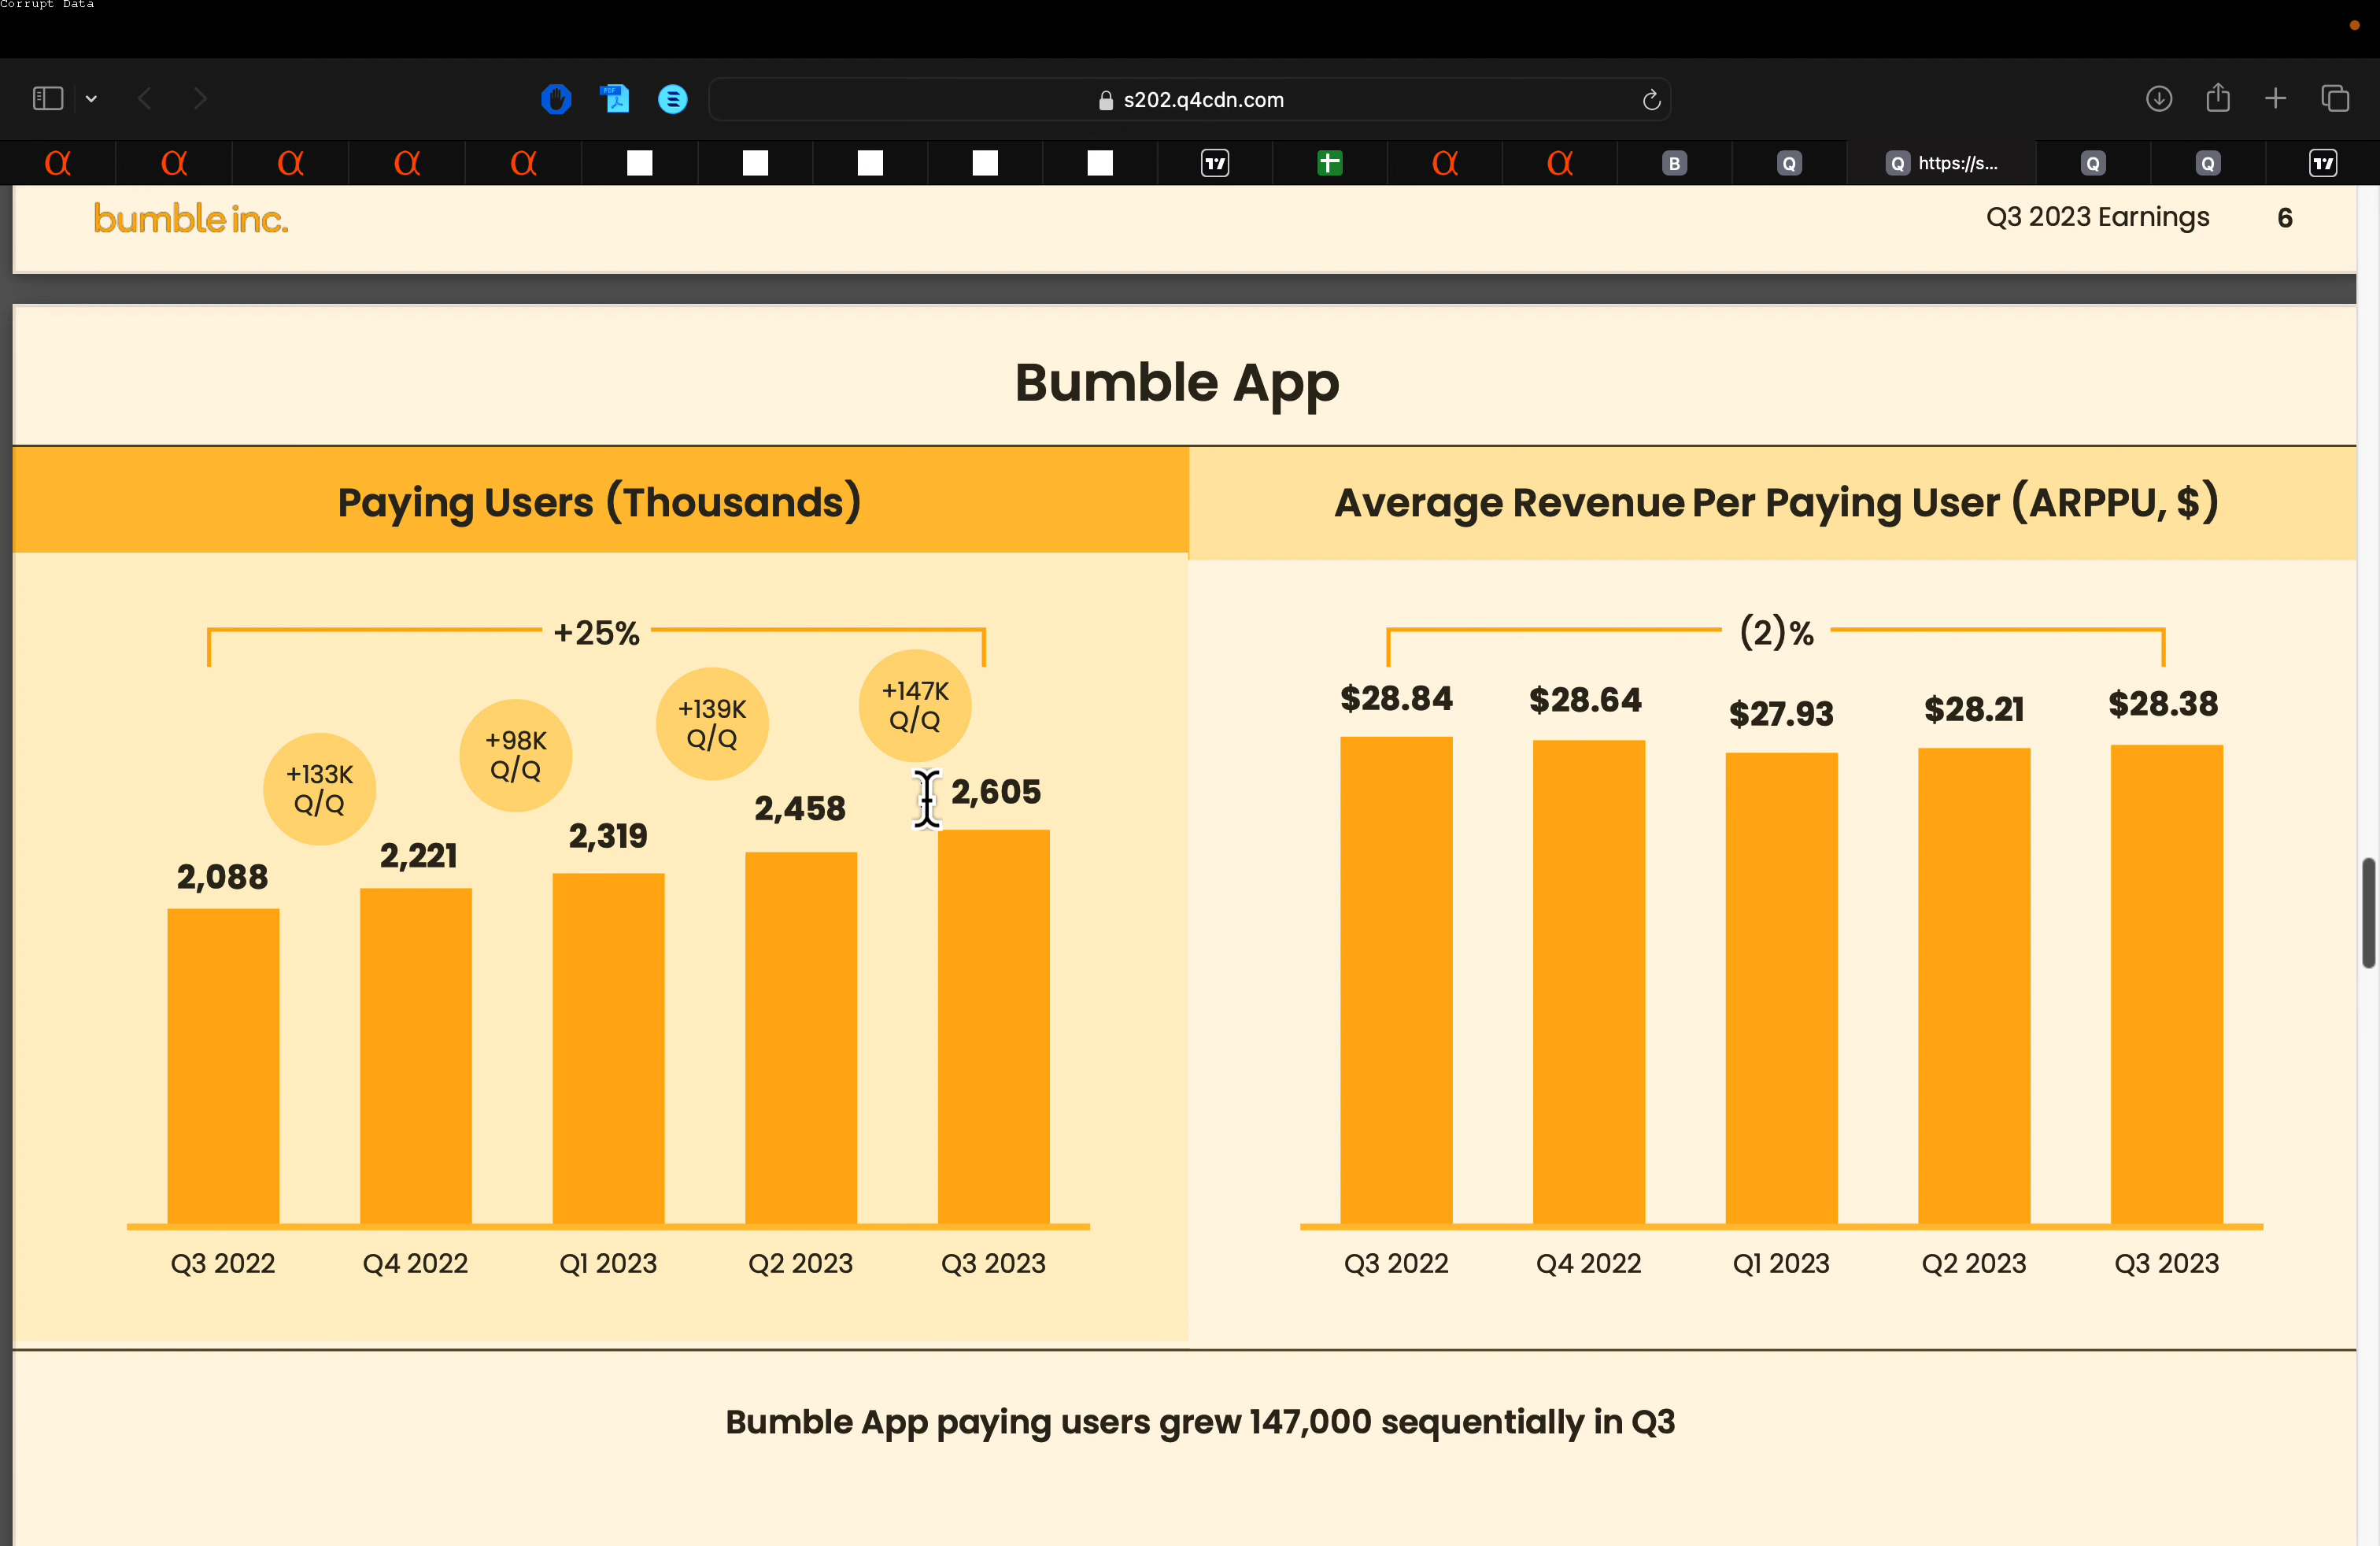 Corrupt Data
s202.q4cdn.com
B
Q
Q https://s...
Q
Q
bumble inc.
Q3 2023 Earnings 6
Bumble App
Paying Users (Thousands)
Average Revenue Per Paying User (ARPPU, $)
+25%
+133K
Q/Q
+98K
Q/Q
+139K
Q/Q
+147K
Q/Q
2,088
2,221
2,319
2,458
2,605
Q3 2022
Q4 2022
Q1 2023
Q2 2023
Q3 2023
(2)%
$28.84
$28.64
$27.93
$28.21
$28.38
Q3 2022
Q4 2022
Q1 2023
Q2 2023
Q3 2023
Bumble App paying users grew 147,000 sequentially in Q3